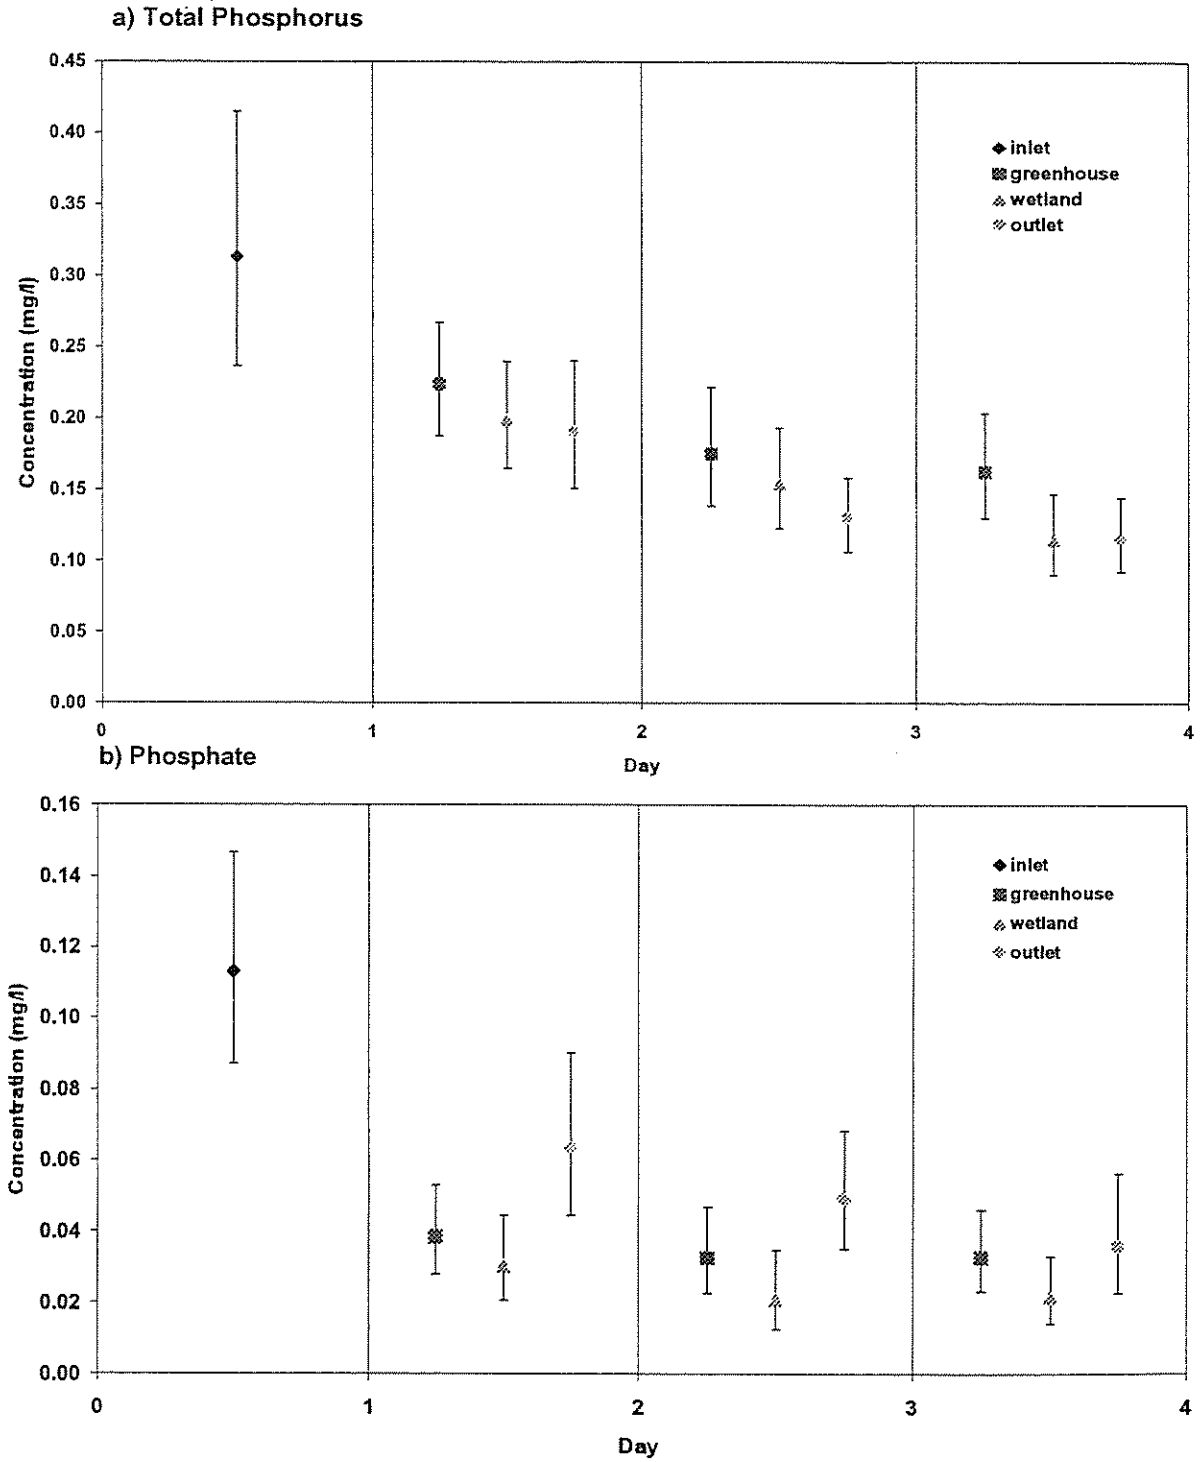 a) Total Phosphorus
0.45
0.40
0.35
0.30
0.25
0.20
0.15
0.10
0.05
0.00
Concentration (mg/l)
inlet
greenhouse
wetland
outlet
0 1 2 3 4
Day
b) Phosphate
0.16
0.14
0.12
0.10
0.08
0.06
0.04
0.02
0.00
Concentration (mg/l)
inlet
greenhouse
wetland
outlet
0 1 2 3 4
Day